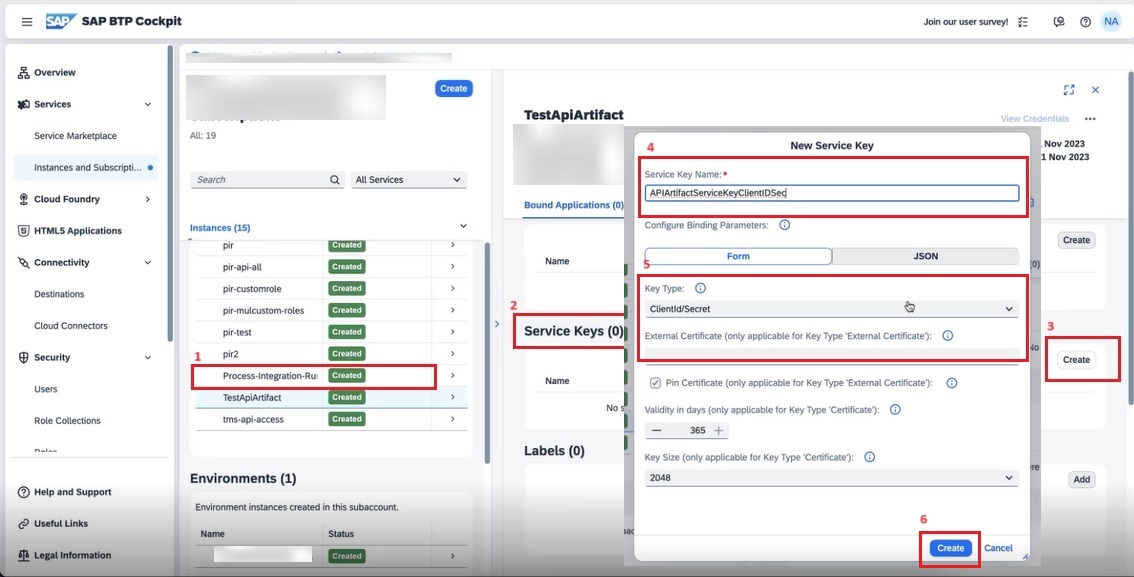 SAP SAP BTP Cockpit
Join our user survey!
NA
Overview
Services
Service Marketplace
Instances and Subscripti...
Cloud Foundry
HTML5 Applications
Connectivity
Destinations
Cloud Connectors
Security
Users
Role Collections
Help and Support
Useful Links
Legal Information
Create
All: 19
Search
All Services
Instances (15)
pir Created
pir-api-all Created
pir-customrole Created
pir-mulcustom-roles Created
pir-test Created
pir2 Created
1
Process-Integration-Ru Created
TestApiArtifact Created
tms-api-access Created
Environments (1)
Environment instances created in this subaccount.
Name Status
Created
TestApiArtifact
View Credentials
Nov 2023
1 Nov 2023
Bound Applications (0)
Create
Name
2
Service Keys (0)
3
Create
Name
No s
Labels (0)
Add
4
New Service Key
Service Key Name:*
APIArtifactServiceKeyClientIDSec
Configure Binding Parameters:
Form JSON
5
Key Type:
ClientId/Secret
External Certificate (only applicable for Key Type 'External Certificate'):
Pin Certificate (only applicable for Key Type 'External Certificate'):
Validity in days (only applicable for Key Type 'Certificate'):
365
Key Size (only applicable for Key Type 'Certificate'):
2048
6
Create Cancel